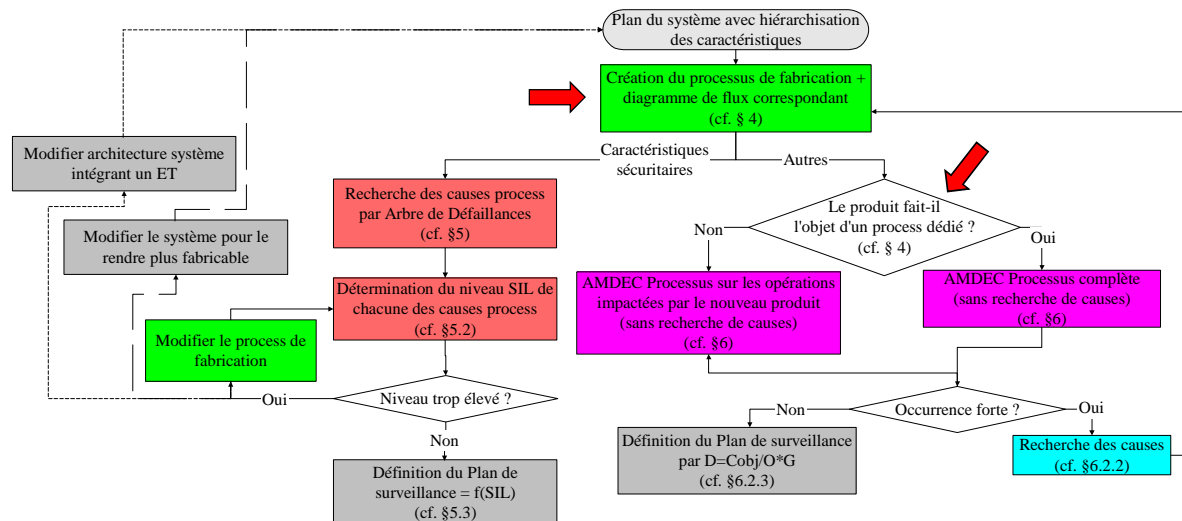 Plan du système avec hiérarchisation
des caractéristiques
Création du processus de fabrication +
diagramme de flux correspondant
(cf. § 4)
Caractéristiques
sécuritaires
Autres
Modifier architecture système
intégrant un ET
Recherche des causes process
par Arbre de Défaillances
(cf. §5)
Le produit fait-il
l'objet d'un process dédié ?
(cf. § 4)
Non
Oui
Modifier le système pour le
rendre plus fabricable
Détermination du niveau SIL de
chacune des causes process
(cf. §5.2)
AMDEC Processus sur les opérations
impactées par le nouveau produit
(sans recherche de causes)
(cf. §6)
AMDEC Processus complète
(sans recherche de causes)
(cf. §6)
Modifier le process de
fabrication
Oui
Niveau trop élevé ?
Non
Occurrence forte ?
Non
Oui
Définition du Plan de
surveillance = f(SIL)
(cf. §5.3)
Définition du Plan de surveillance
par D=Cobj/O*G
(cf. §6.2.3)
Recherche des causes
(cf. §6.2.2)